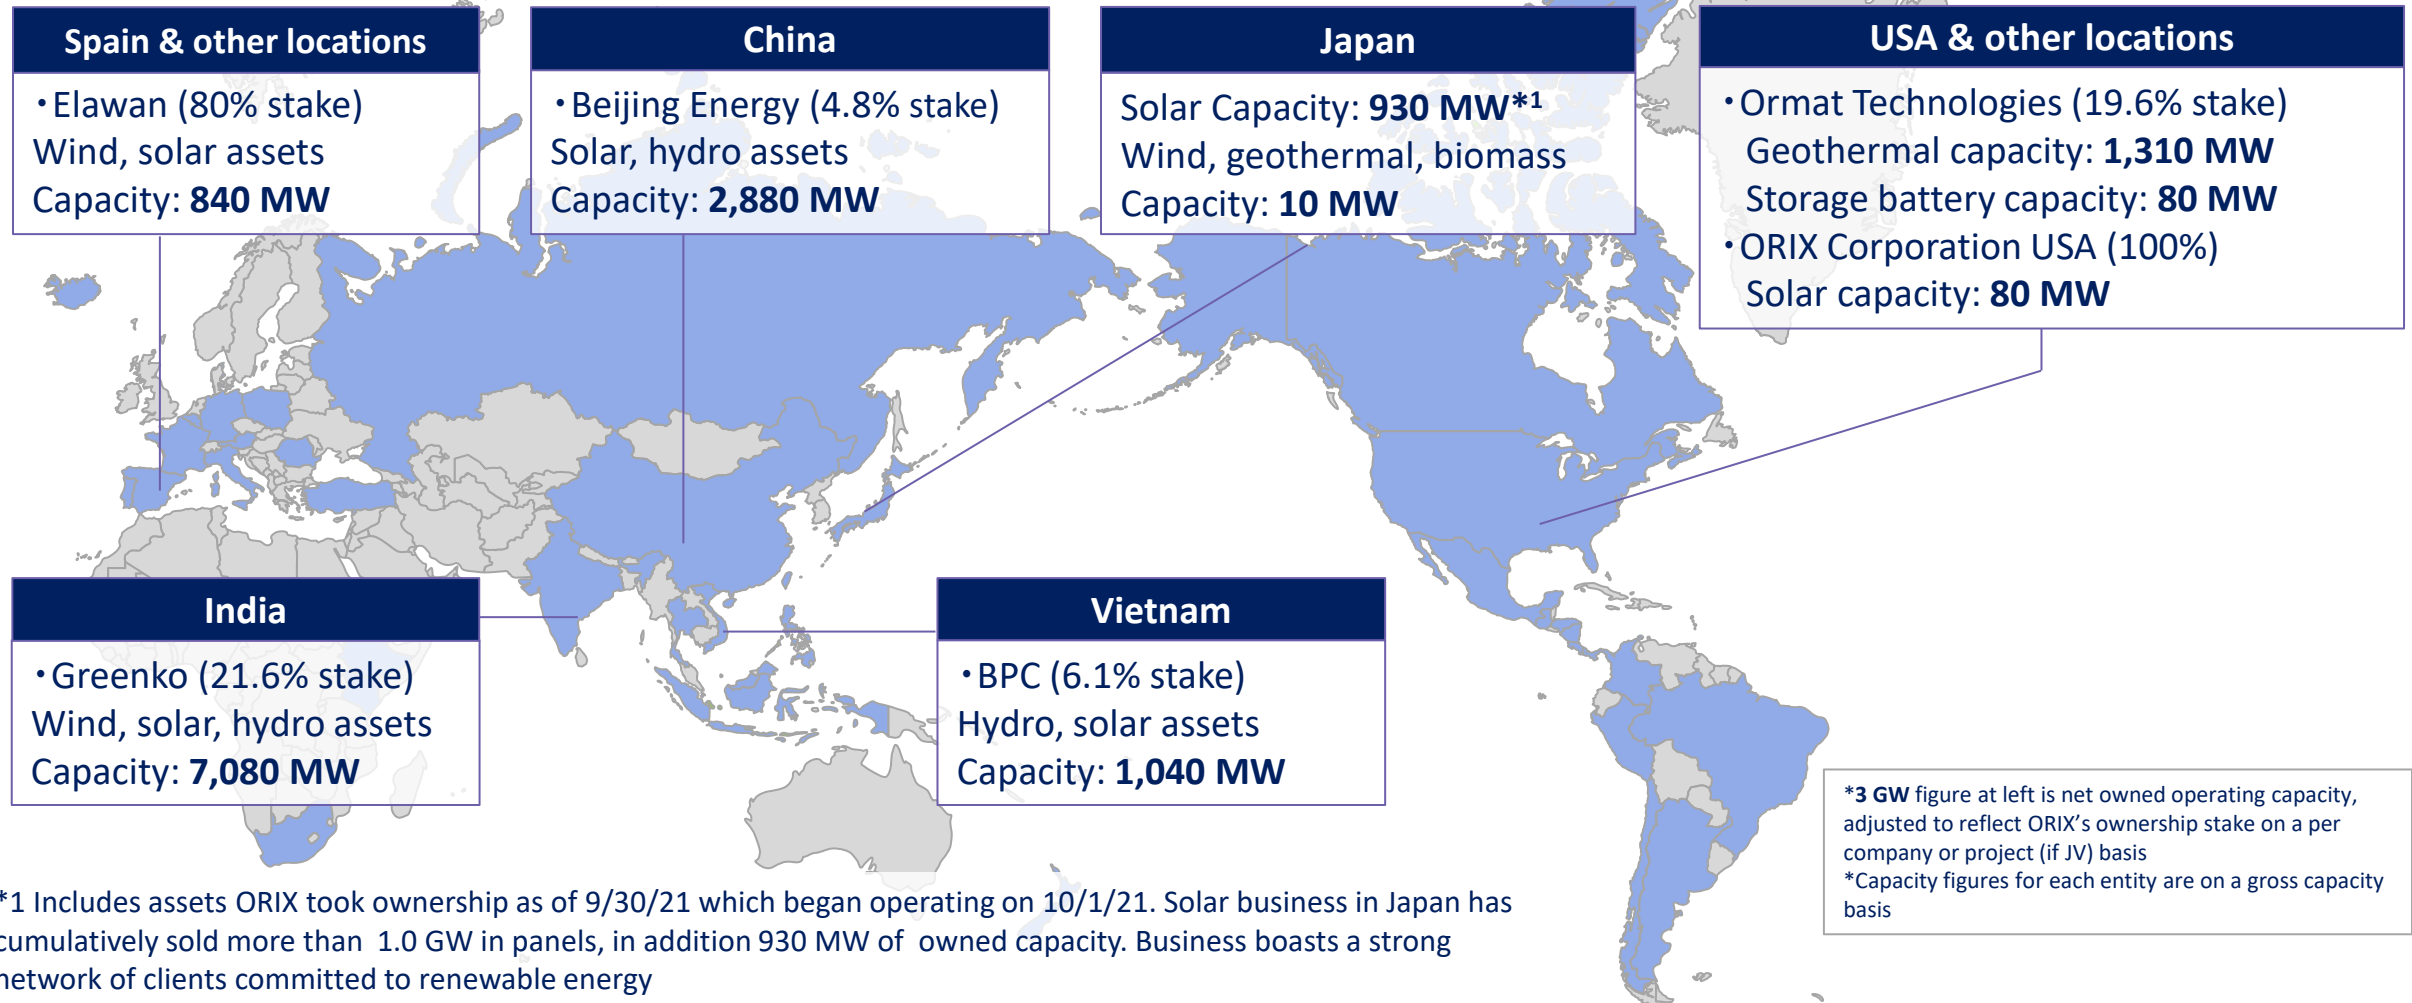 Spain & other locations
・Elawan (80% stake)
Wind, solar assets
Capacity: 840 MW
China
・Beijing Energy (4.8% stake)
Solar, hydro assets
Capacity: 2,880 MW
Japan
Solar Capacity: 930 MW*1
Wind, geothermal, biomass
Capacity: 10 MW
USA & other locations
・Ormat Technologies (19.6% stake)
Geothermal capacity: 1,310 MW
Storage battery capacity: 80 MW
・ORIX Corporation USA (100%)
Solar capacity: 80 MW
India
・Greenko (21.6% stake)
Wind, solar, hydro assets
Capacity: 7,080 MW
Vietnam
・BPC (6.1% stake)
Hydro, solar assets
Capacity: 1,040 MW
*3 GW figure at left is net owned operating capacity,
adjusted to reflect ORIX's ownership stake on a per
company or project (if JV) basis
*Capacity figures for each entity are on a gross capacity
basis
*1 Includes assets ORIX took ownership as of 9/30/21 which began operating on 10/1/21. Solar business in Japan has
cumulatively sold more than 1.0 GW in panels, in addition 930 MW of owned capacity. Business boasts a strong
network of clients committed to renewable energy